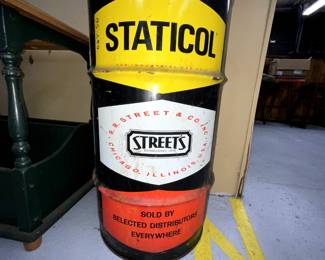 STATICOL
R.R. STREET & CO. INC.
STREETS
CHICAGO, ILLINOIS, U.S.A.
SOLD BY
SELECTED DISTRIBUTORS
EVERYWHERE